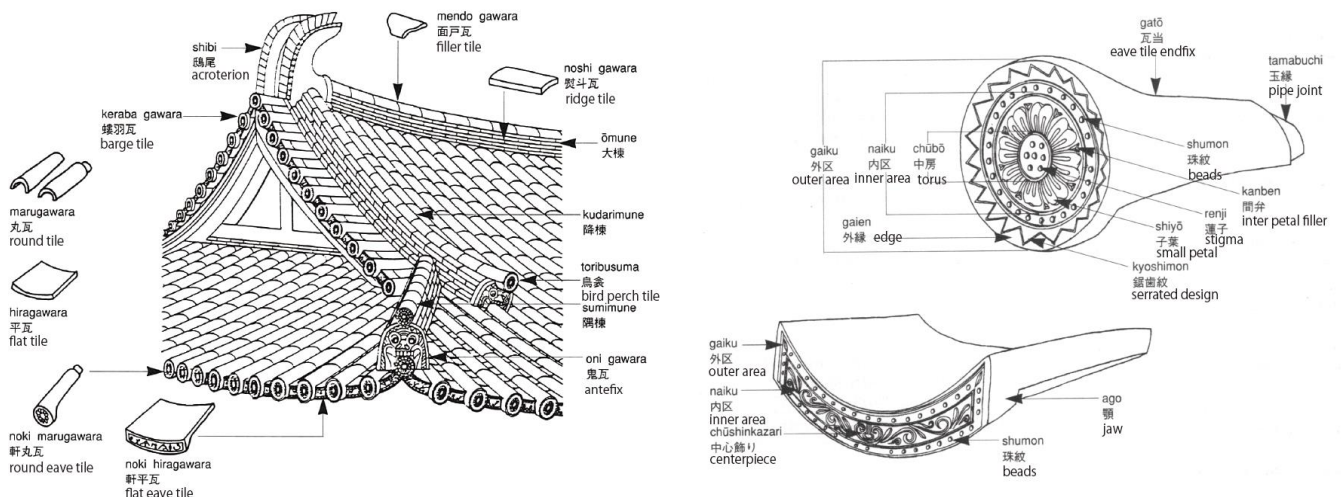 shibi
鴟尾
acroterion
mendo gawara
面戸瓦
filler tile
noshi gawara
熨斗瓦
ridge tile
keraba gawara
螻羽瓦
barge tile
ōmune
大棟
marugawara
丸瓦
round tile
kudarimune
降棟
hiragawara
平瓦
flat tile
toribusuma
鳥衾
bird perch tile
sumimune
隅棟
oni gawara
鬼瓦
antefix
noki marugawara
軒丸瓦
round eave tile
noki hiragawara
軒平瓦
flat eave tile
gatō
瓦当
eave tile endfix
tamabuchi
玉縁
pipe joint
gaiku
外区
outer area
naiku
内区
inner area
chūbō
中房
torus
shumon
珠紋
beads
kanben
間弁
inter petal filler
renji
蓮子
stigma
shiyō
子葉
small petal
gaien
外縁 edge
kyoshimon
鋸歯紋
serrated design
gaiku
外区
outer area
naiku
内区
inner area
chūshinkazari
中心飾り
centerpiece
ago
顎
jaw
shumon
珠紋
beads